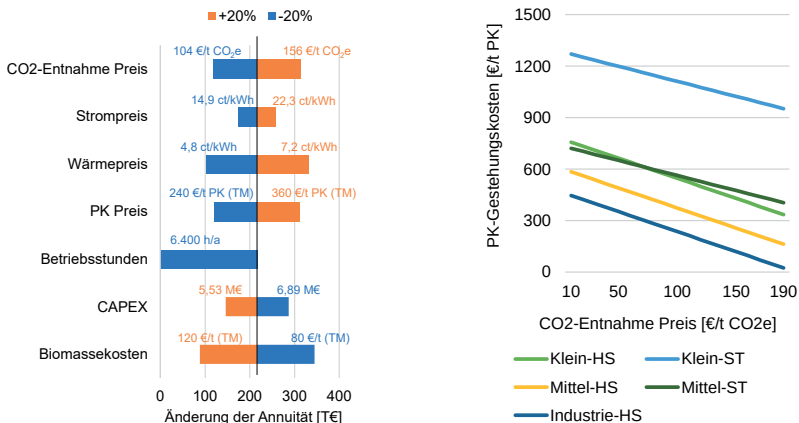 +20% -20%
104 €/t CO₂e 156 €/t CO₂e
CO2-Entnahme Preis
14,9 ct/kWh 22,3 ct/kWh
Strompreis
4,8 ct/kWh 7,2 ct/kWh
Wärmepreis
240 €/t PK (TM) 360 €/t PK (TM)
PK Preis
6.400 h/a
Betriebsstunden
5,53 M€ 6,89 M€
CAPEX
120 €/t (TM) 80 €/t (TM)
Biomassekosten
0 100 200 300 400
Änderung der Annuität [T€]
PK-Gestehungskosten [€/t PK]
1500
1200
900
600
300
0
10 50 100 150 190
CO2-Entnahme Preis [€/t CO2e]
Klein-HS Klein-ST
Mittel-HS Mittel-ST
Industrie-HS